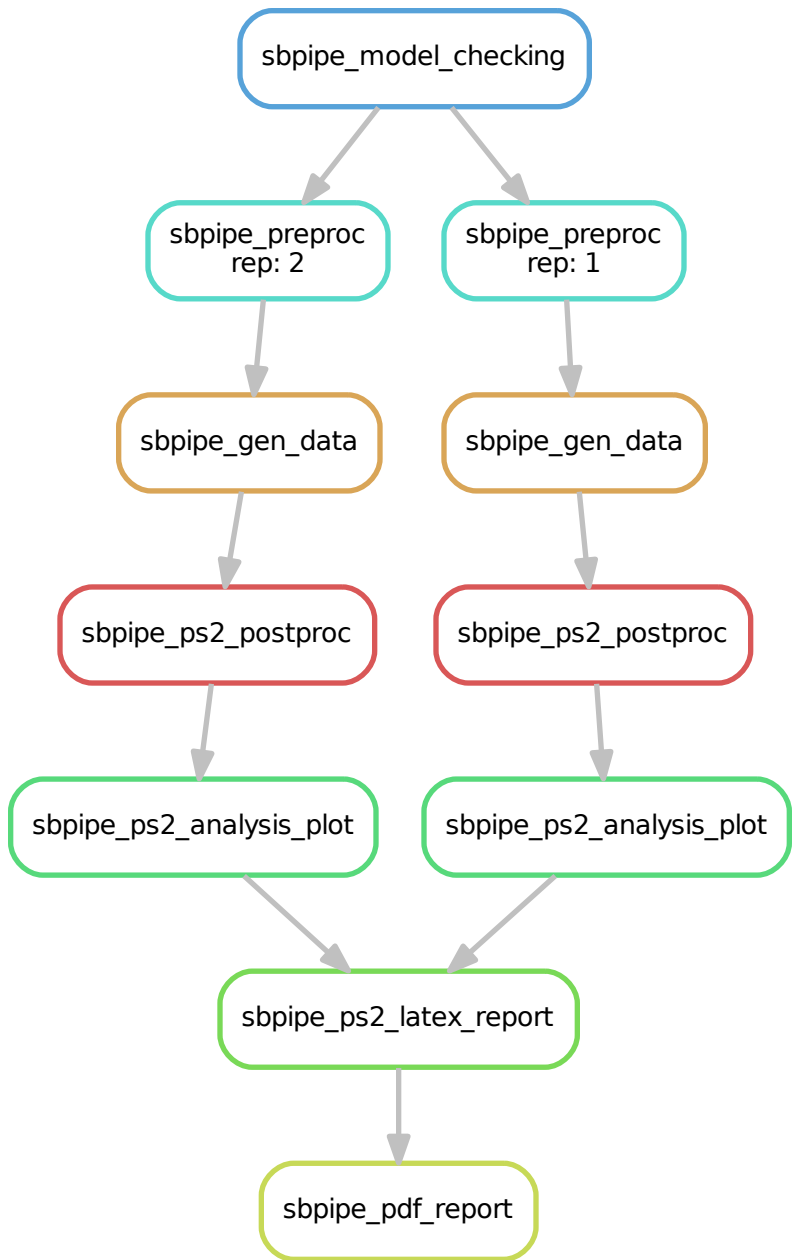 sbpipe_model_checking
sbpipe_preproc
rep: 2
sbpipe_preproc
rep: 1
sbpipe_gen_data
sbpipe_gen_data
sbpipe_ps2_postproc
sbpipe_ps2_postproc
sbpipe_ps2_analysis_plot
sbpipe_ps2_analysis_plot
sbpipe_ps2_latex_report
sbpipe_pdf_report